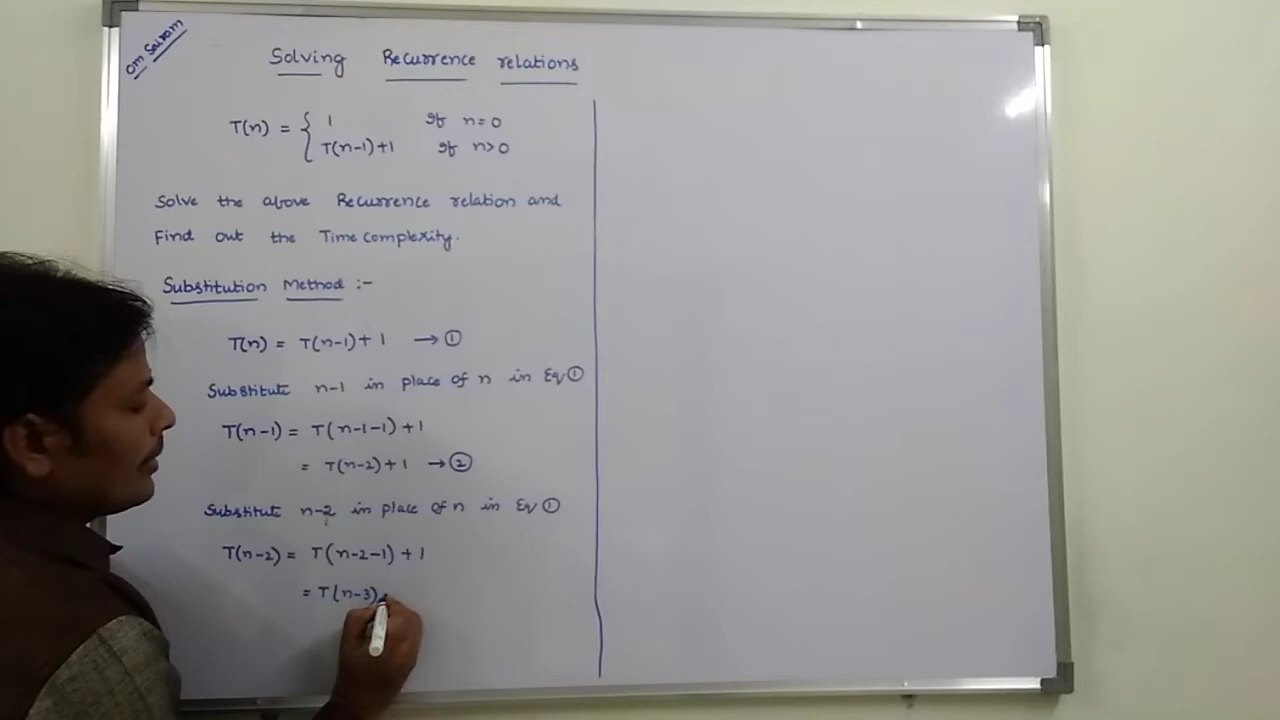 Om Sairam
Solving Recurrence relations
T(n) = { 1 if n=0
T(n-1)+1 if n>0
Solve the above Recurrence relation and
Find out the Time complexity.
Substitution Method :-
T(n) = T(n-1)+1 → ①
Substitute n-1 in place of n in Eq ①
T(n-1) = T(n-1-1)+1
= T(n-2)+1 → ②
Substitute n-2 in place of n in Eq ①
T(n-2) = T(n-2-1)+1
= T(n-3)